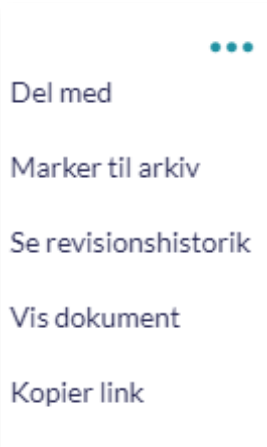 Del med
Marker til arkiv
Se revisionshistorik
Vis dokument
Kopier link